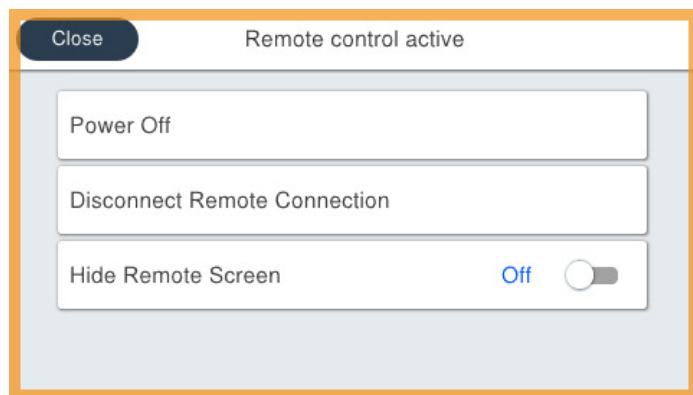 Close
Remote control active
Power Off
Disconnect Remote Connection
Hide Remote Screen Off